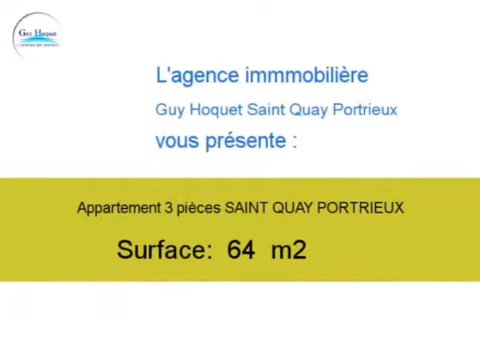 Guy Hoquet
L'agence immmobilière
Guy Hoquet Saint Quay Portrieux
vous présente :
Appartement 3 pièces SAINT QUAY PORTRIEUX
Surface: 64 m2